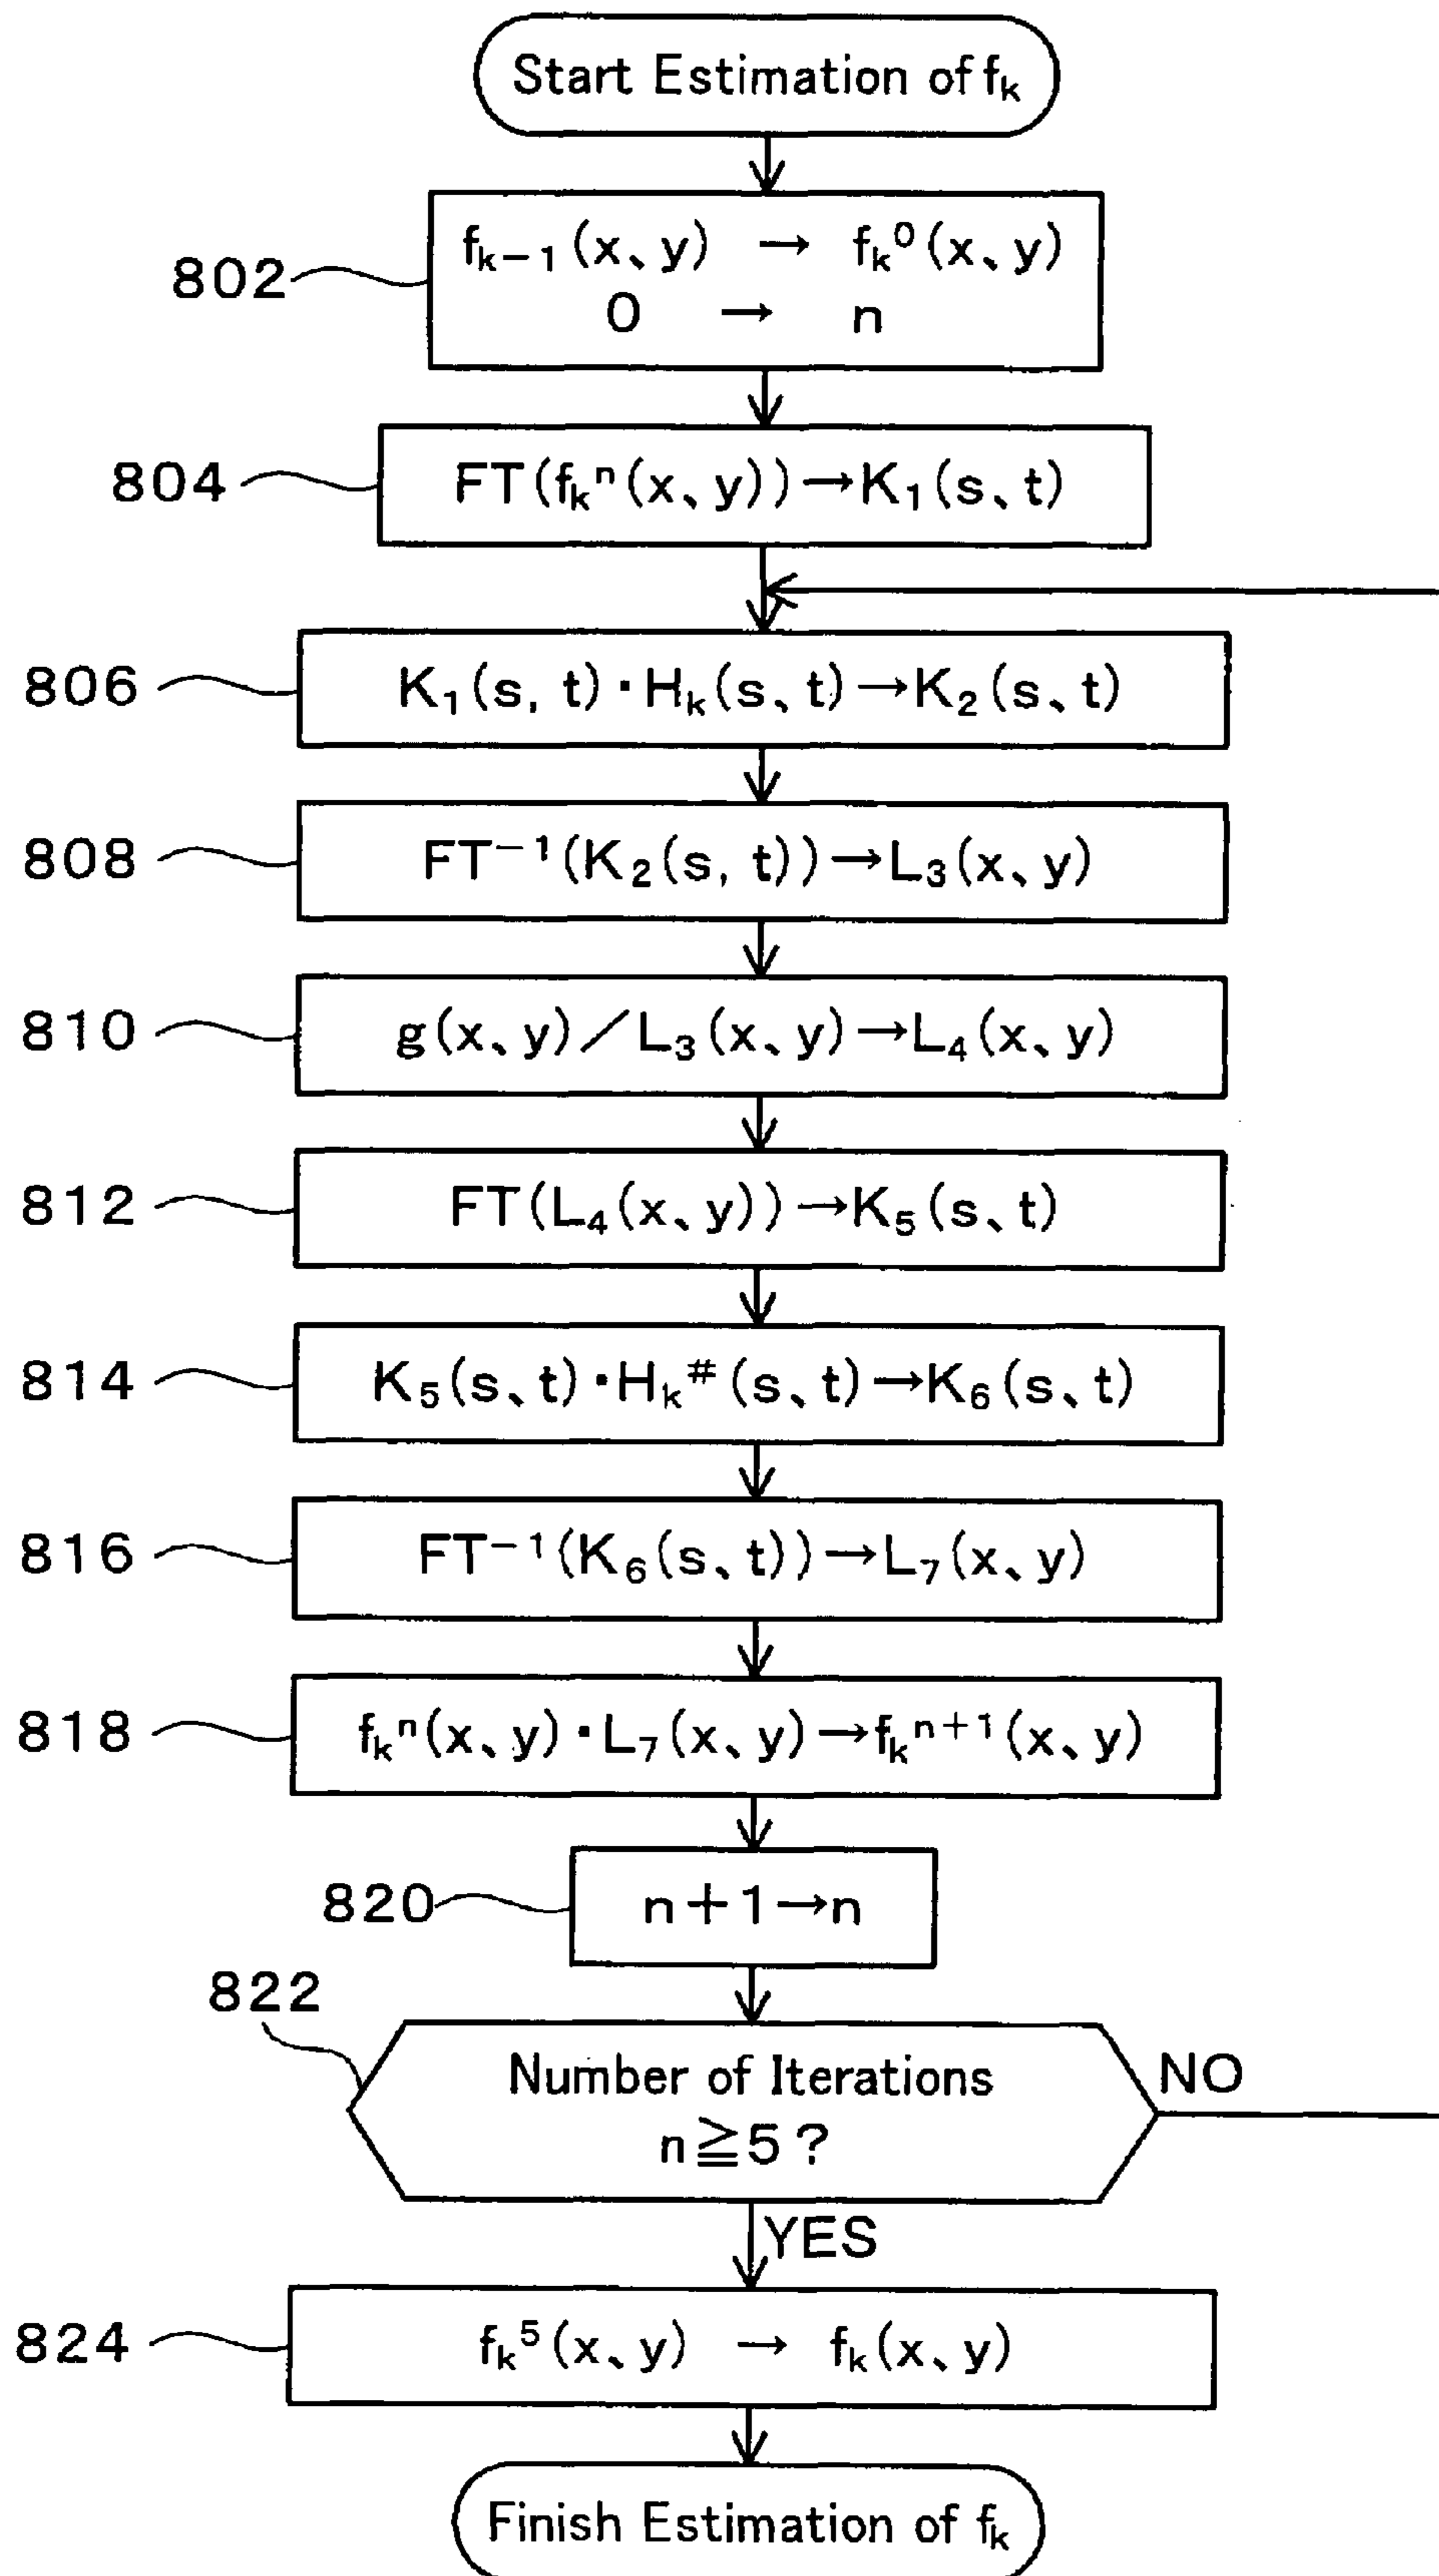 Start Estimation of fₖ
802
fₖ₋₁(x、y) → fₖ⁰(x、y)
0 → n
804
FT(fₖⁿ(x、y))→K₁(s、t)
806
K₁(s, t)･Hₖ(s、t)→K₂(s、t)
808
FT⁻¹(K₂(s, t))→L₃(x、y)
810
g(x、y)／L₃(x、y)→L₄(x、y)
812
FT(L₄(x、y))→K₅(s、t)
814
K₅(s、t)･Hₖ^#(s、t)→K₆(s、t)
816
FT⁻¹(K₆(s、t))→L₇(x、y)
818
fₖⁿ(x、y)･L₇(x、y)→fₖⁿ⁺¹(x、y)
820
n+1→n
822
Number of Iterations
n≧5?
NO
YES
824
fₖ⁵(x、y) → fₖ(x、y)
Finish Estimation of fₖ